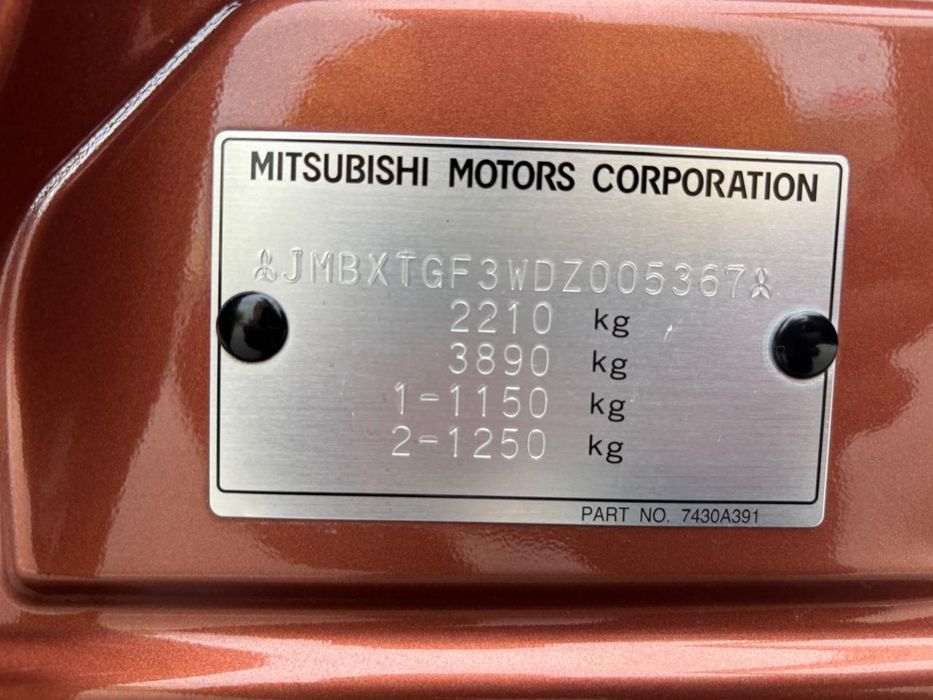 MITSUBISHI MOTORS CORPORATION
JMBXTGF3WDZ005367
2210 kg
3890 kg
1-1150 kg
2-1250 kg
PART NO. 7430A391